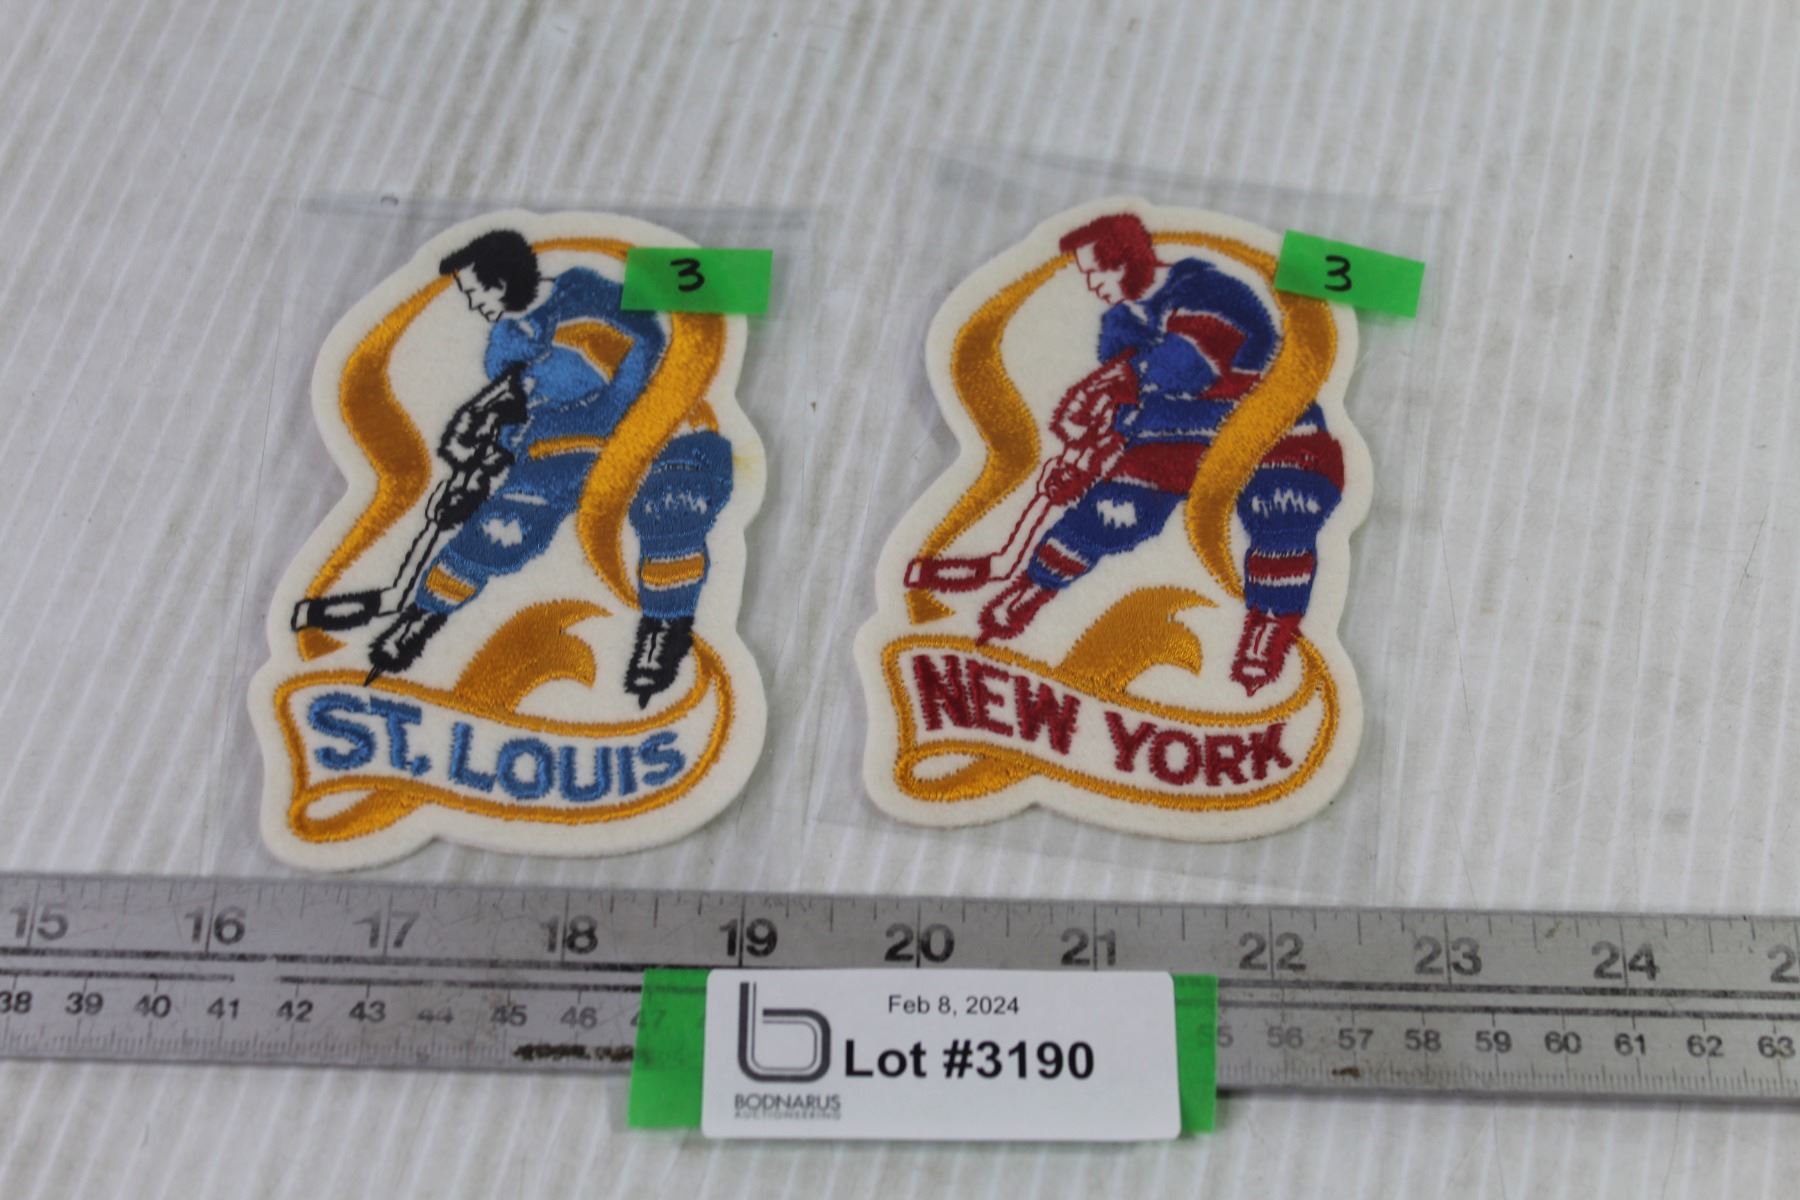 3
3
ST. LOUIS
NEW YORK
15 16 17 18 19 20 21 22 23 24 2
38 39 40 41 42 43 44 45 46 47 55 56 57 58 59 60 61 62 63
Feb 8, 2024
Lot #3190
BODNARUS
AUCTIONEERING